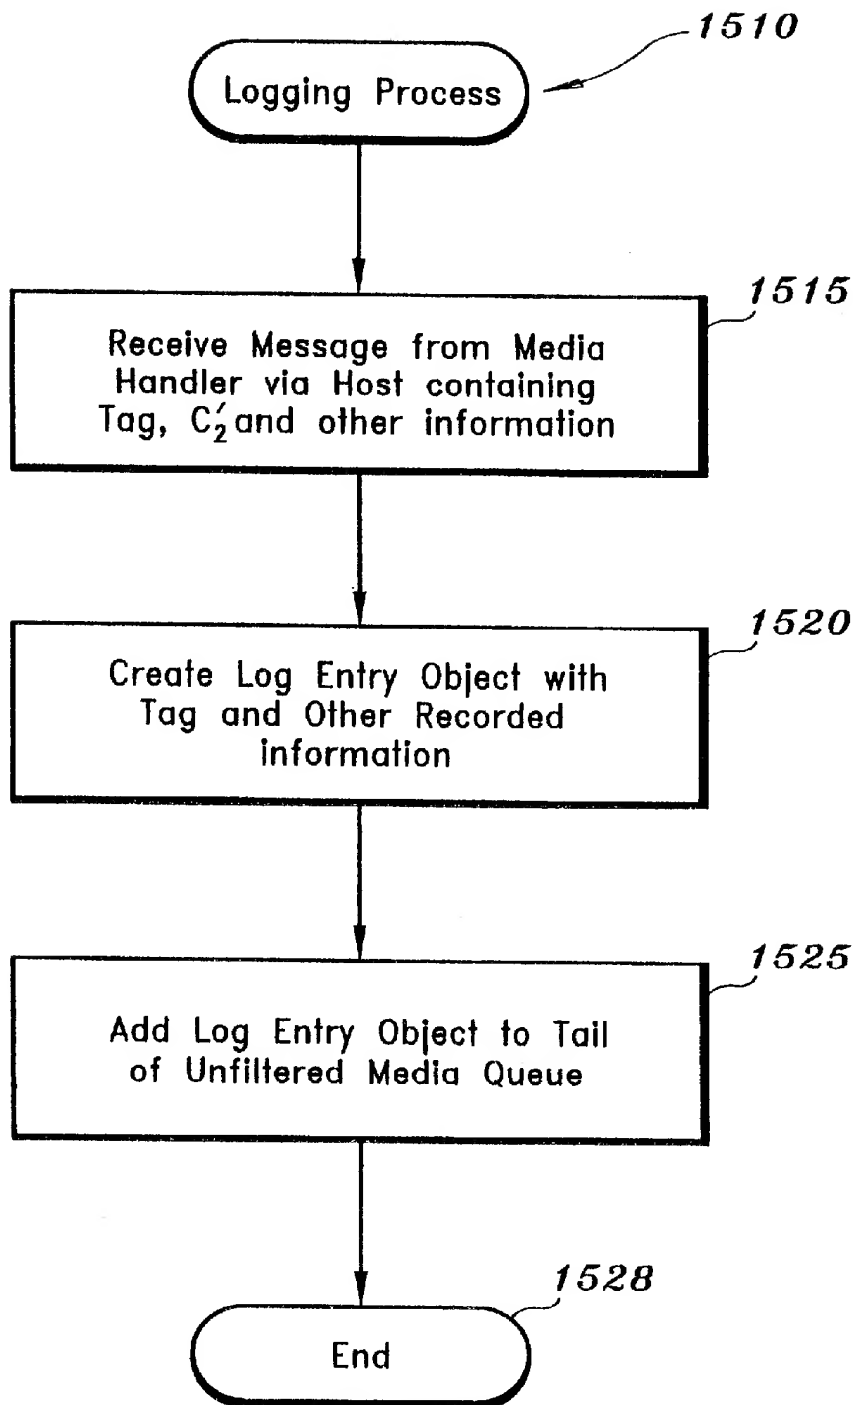 1510
Logging Process
1515
Receive Message from Media
Handler via Host containing
Tag, C₂′ and other information
1520
Create Log Entry Object with
Tag and Other Recorded
information
1525
Add Log Entry Object to Tail
of Unfiltered Media Queue
1528
End